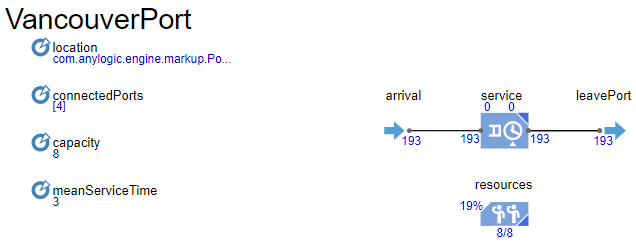 VancouverPort
location
com.anylogic.engine.markup.Po...
connectedPorts
[4]
capacity
8
meanServiceTime
3
arrival
service
leavePort
0 0
193
193
193
193
resources
19%
8/8